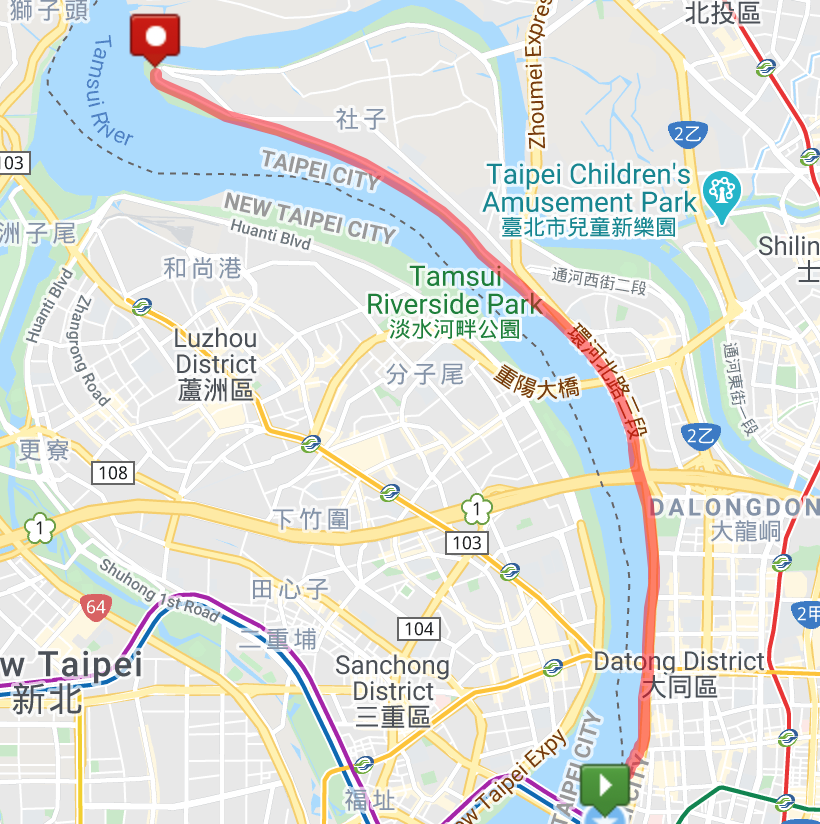 獅子頭
北投區
Tamsui River
Zhoumei Expres
社子
2乙
103
TAIPEI CITY
Taipei Children's
Amusement Park
臺北市兒童新樂園
NEW TAIPEI CITY
洲子尾
Huanti Blvd
Shilin
士
和尚港
Tamsui
Riverside Park
淡水河畔公園
通河西街二段
Huanti Blvd
Zhangrong Road
Luzhou
District
蘆洲區
環河北路二段
分子尾
重陽大橋
通河東街一段
2乙
更寮
108
1
1
下竹圍
DALONGDON
大龍峒
103
Shuhong 1st Road
64
田心子
104
2甲
二重埔
w Taipei
新北
Sanchong
District
三重區
Datong District
大同區
TAIPEI CITY
CITY
ew Taipei Expy
福址